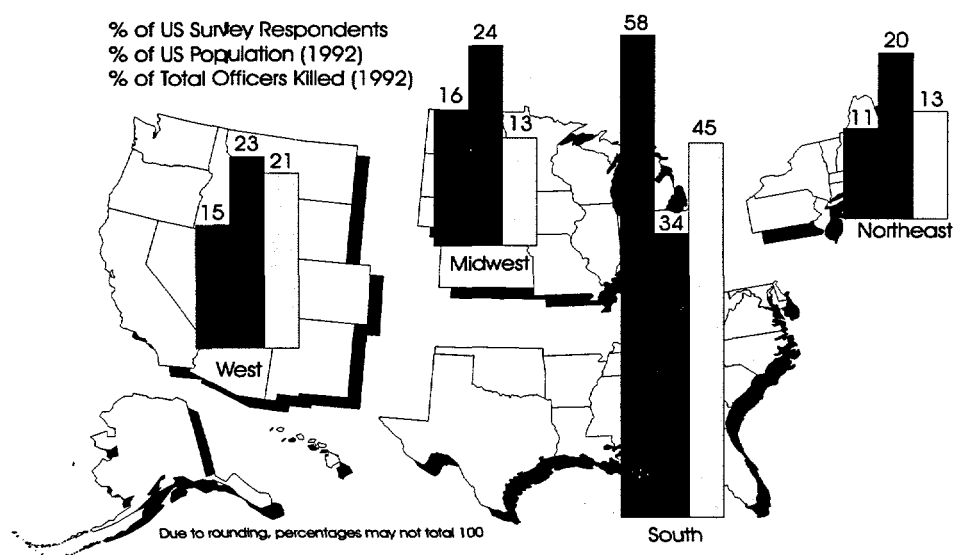 % of US Survey Respondents
% of US Population (1992)
% of Total Officers Killed (1992)
58
24
20
16
13
11
13
45
23
21
15
34
Northeast
Midwest
West
Due to rounding, percentages may not total 100
South